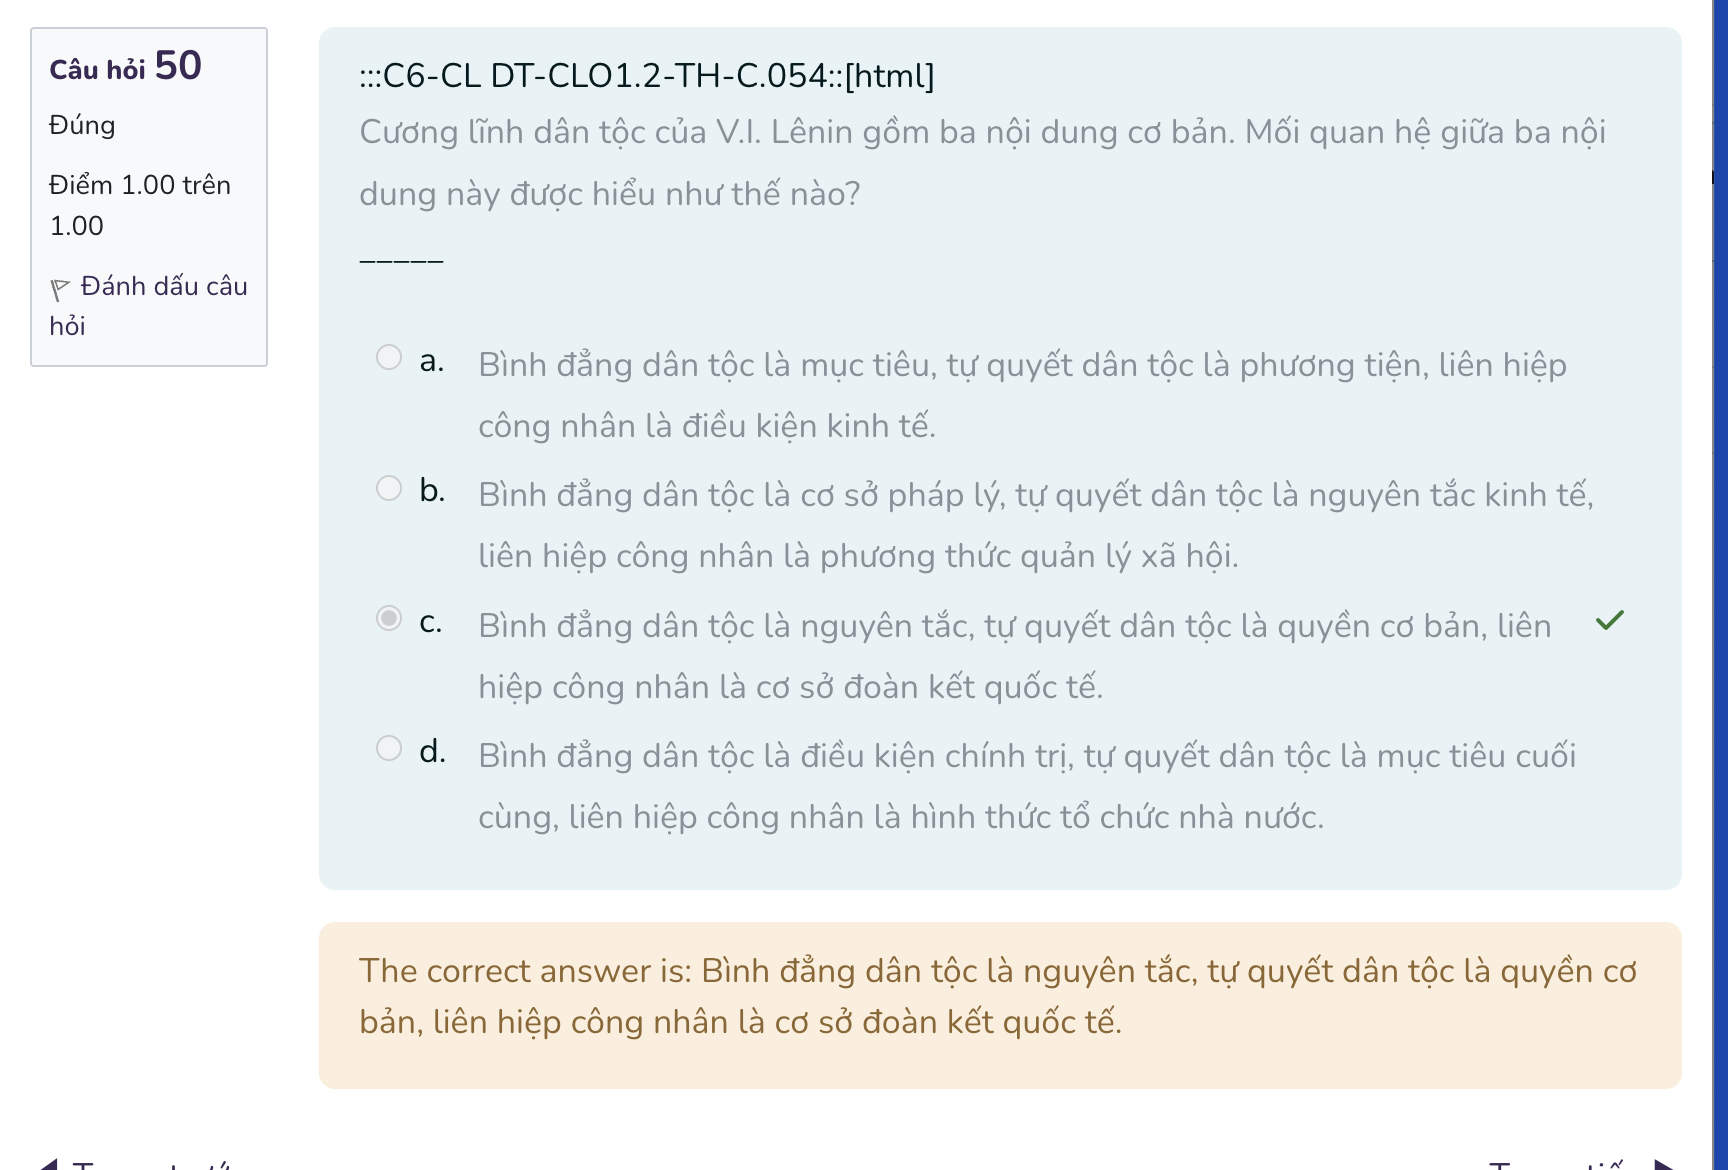 Câu hỏi 50
Đúng
Điểm 1.00 trên
1.00
Đánh dấu câu
hỏi
:::C6-CL DT-CLO1.2-TH-C.054::[html]
Cương lĩnh dân tộc của V.I. Lênin gồm ba nội dung cơ bản. Mối quan hệ giữa ba nội
dung này được hiểu như thế nào?
_____
a. Bình đẳng dân tộc là mục tiêu, tự quyết dân tộc là phương tiện, liên hiệp
công nhân là điều kiện kinh tế.
b. Bình đẳng dân tộc là cơ sở pháp lý, tự quyết dân tộc là nguyên tắc kinh tế,
liên hiệp công nhân là phương thức quản lý xã hội.
c. Bình đẳng dân tộc là nguyên tắc, tự quyết dân tộc là quyền cơ bản, liên
hiệp công nhân là cơ sở đoàn kết quốc tế.
d. Bình đẳng dân tộc là điều kiện chính trị, tự quyết dân tộc là mục tiêu cuối
cùng, liên hiệp công nhân là hình thức tổ chức nhà nước.
The correct answer is: Bình đẳng dân tộc là nguyên tắc, tự quyết dân tộc là quyền cơ
bản, liên hiệp công nhân là cơ sở đoàn kết quốc tế.